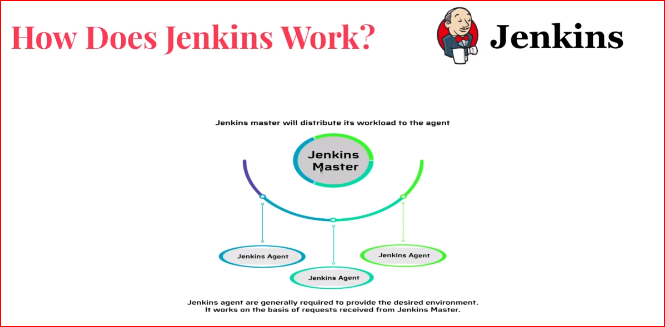 How Does Jenkins Work?
Jenkins
Jenkins master will distribute its workload to the agent
Jenkins
Master
Jenkins Agent
Jenkins Agent
Jenkins Agent
Jenkins agent are generally required to provide the desired environment.
It works on the basis of requests received from Jenkins Master.